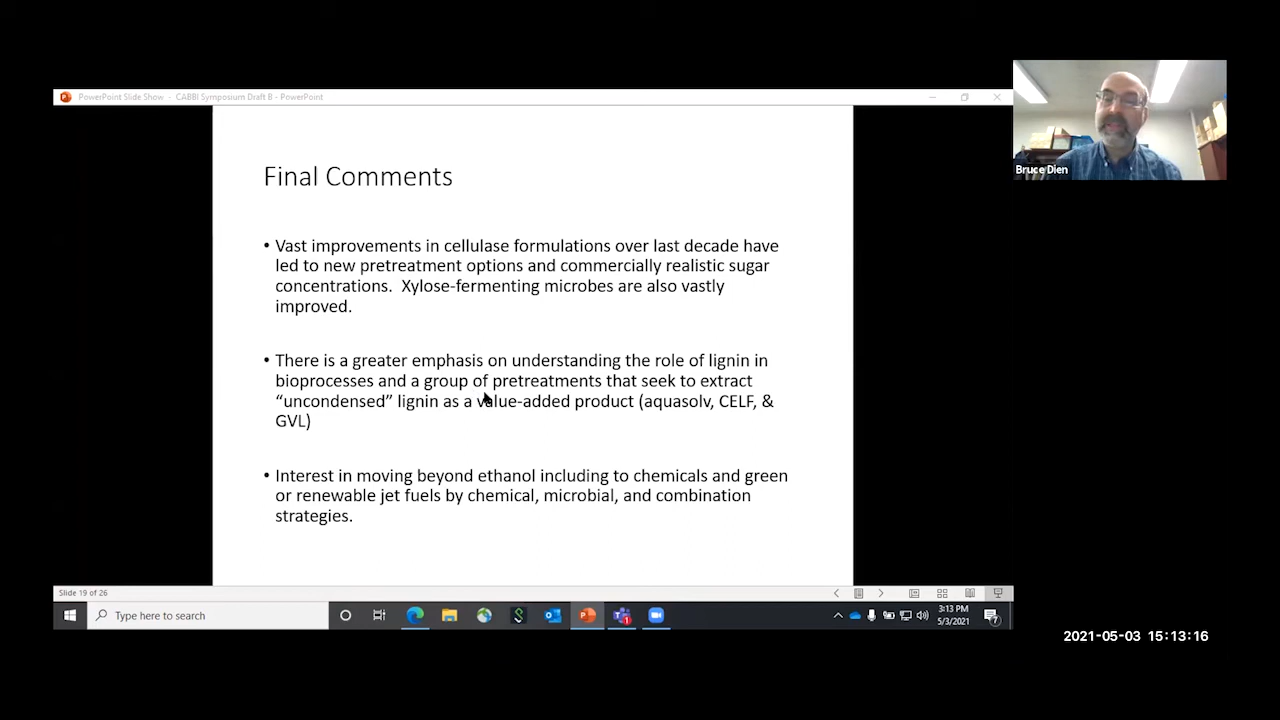 PowerPoint Slide Show - CABBI Symposium Draft B - PowerPoint
Final Comments
• Vast improvements in cellulase formulations over last decade have
led to new pretreatment options and commercially realistic sugar
concentrations. Xylose-fermenting microbes are also vastly
improved.
• There is a greater emphasis on understanding the role of lignin in
bioprocesses and a group of pretreatments that seek to extract
“uncondensed” lignin as a value-added product (aquasolv, CELF, &
GVL)
• Interest in moving beyond ethanol including to chemicals and green
or renewable jet fuels by chemical, microbial, and combination
strategies.
Bruce Dien
Slide 19 of 26
Type here to search
3:13 PM
5/3/2021
2021-05-03 15:13:16